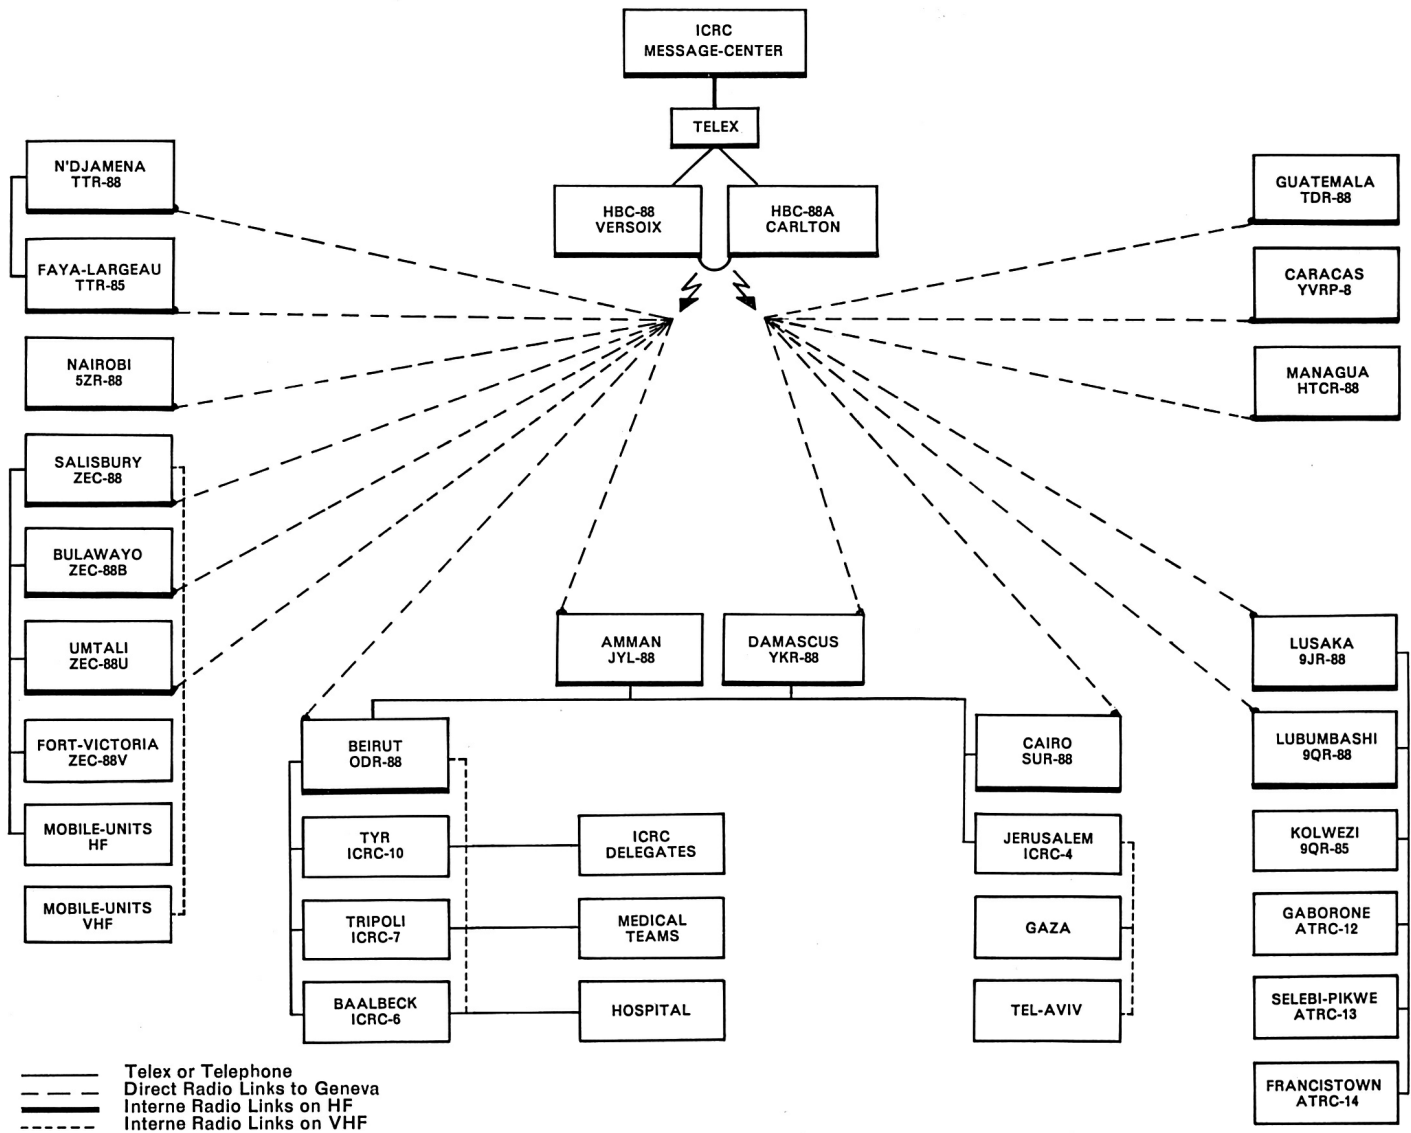 ICRC
MESSAGE-CENTER
TELEX
HBC-88
VERSOIX
HBC-88A
CARLTON
N'DJAMENA
TTR-88
FAYA-LARGEAU
TTR-85
NAIROBI
5ZR-88
SALISBURY
ZEC-88
BULAWAYO
ZEC-88B
UMTALI
ZEC-88U
FORT-VICTORIA
ZEC-88V
MOBILE-UNITS
HF
MOBILE-UNITS
VHF
GUATEMALA
TDR-88
CARACAS
YVRP-8
MANAGUA
HTCR-88
AMMAN
JYL-88
DAMASCUS
YKR-88
BEIRUT
ODR-88
TYR
ICRC-10
TRIPOLI
ICRC-7
BAALBECK
ICRC-6
ICRC
DELEGATES
MEDICAL
TEAMS
HOSPITAL
CAIRO
SUR-88
JERUSALEM
ICRC-4
GAZA
TEL-AVIV
LUSAKA
9JR-88
LUBUMBASHI
9QR-88
KOLWEZI
9QR-85
GABORONE
ATRC-12
SELEBI-PIKWE
ATRC-13
FRANCISTOWN
ATRC-14
Telex or Telephone
Direct Radio Links to Geneva
Interne Radio Links on HF
Interne Radio Links on VHF